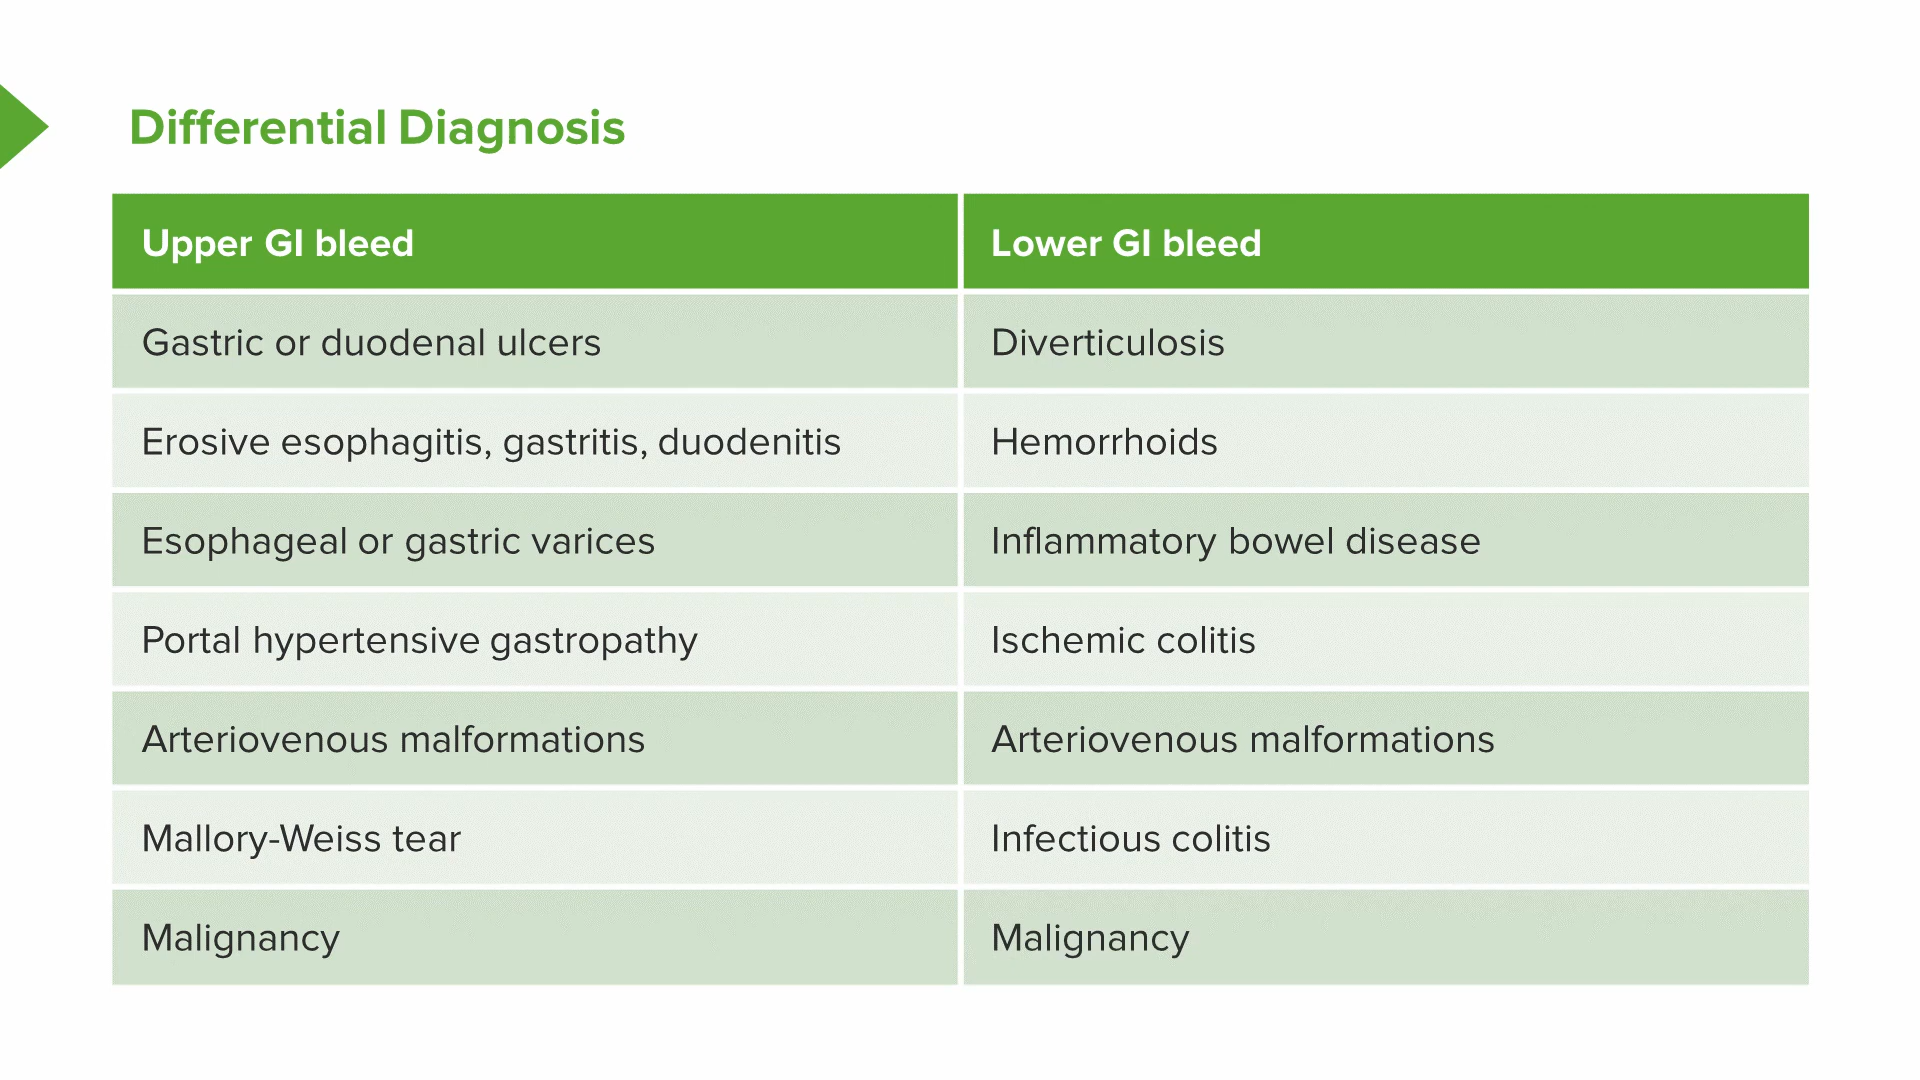 Differential Diagnosis
Upper GI bleed
Lower GI bleed
Gastric or duodenal ulcers
Diverticulosis
Erosive esophagitis, gastritis, duodenitis
Hemorrhoids
Esophageal or gastric varices
Inflammatory bowel disease
Portal hypertensive gastropathy
Ischemic colitis
Arteriovenous malformations
Arteriovenous malformations
Mallory-Weiss tear
Infectious colitis
Malignancy
Malignancy